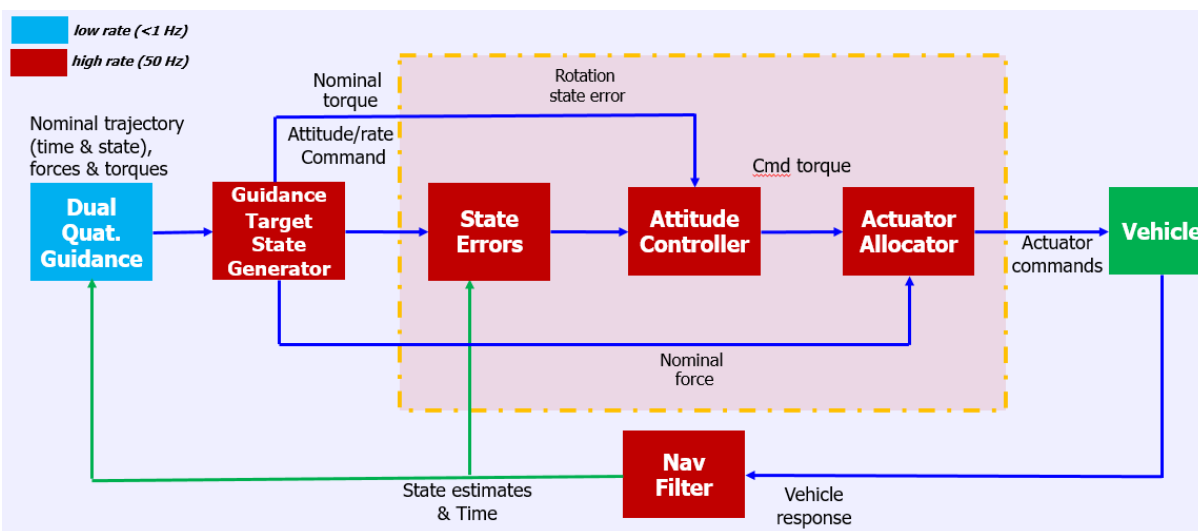 low rate (<1 Hz)
high rate (50 Hz)
Nominal trajectory
(time & state),
forces & torques
Dual
Quat.
Guidance
Guidance
Target
State
Generator
Nominal
torque
Attitude/rate
Command
Rotation
state error
State
Errors
Attitude
Controller
Cmd torque
Actuator
Allocator
Actuator
commands
Vehicle
Nominal
force
Nav
Filter
State estimates
& Time
Vehicle
response